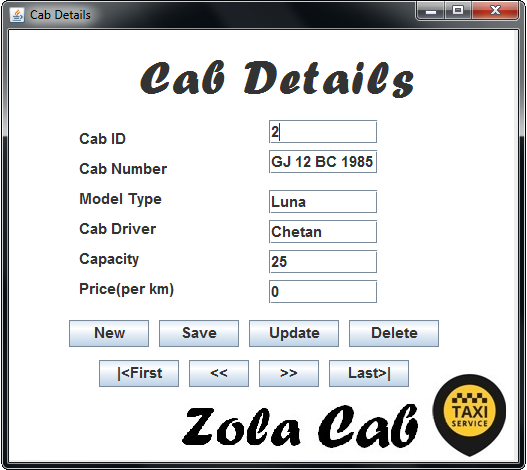 Cab Details
Cab Details
Cab ID 2
Cab Number GJ 12 BC 1985
Model Type Luna
Cab Driver Chetan
Capacity 25
Price(per km) 0
New Save Update Delete
|<First << >> Last>|
Zola Cab
TAXI
SERVICE